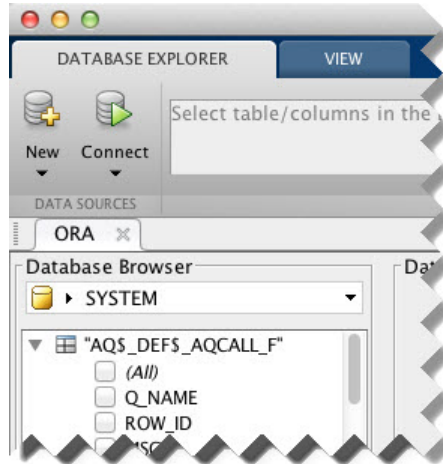 DATABASE EXPLORER
VIEW
Select table/columns in the
New
Connect
DATA SOURCES
ORA
Database Browser
SYSTEM
"AQ$_DEF$_AQCALL_F"
(All)
Q_NAME
ROW_ID